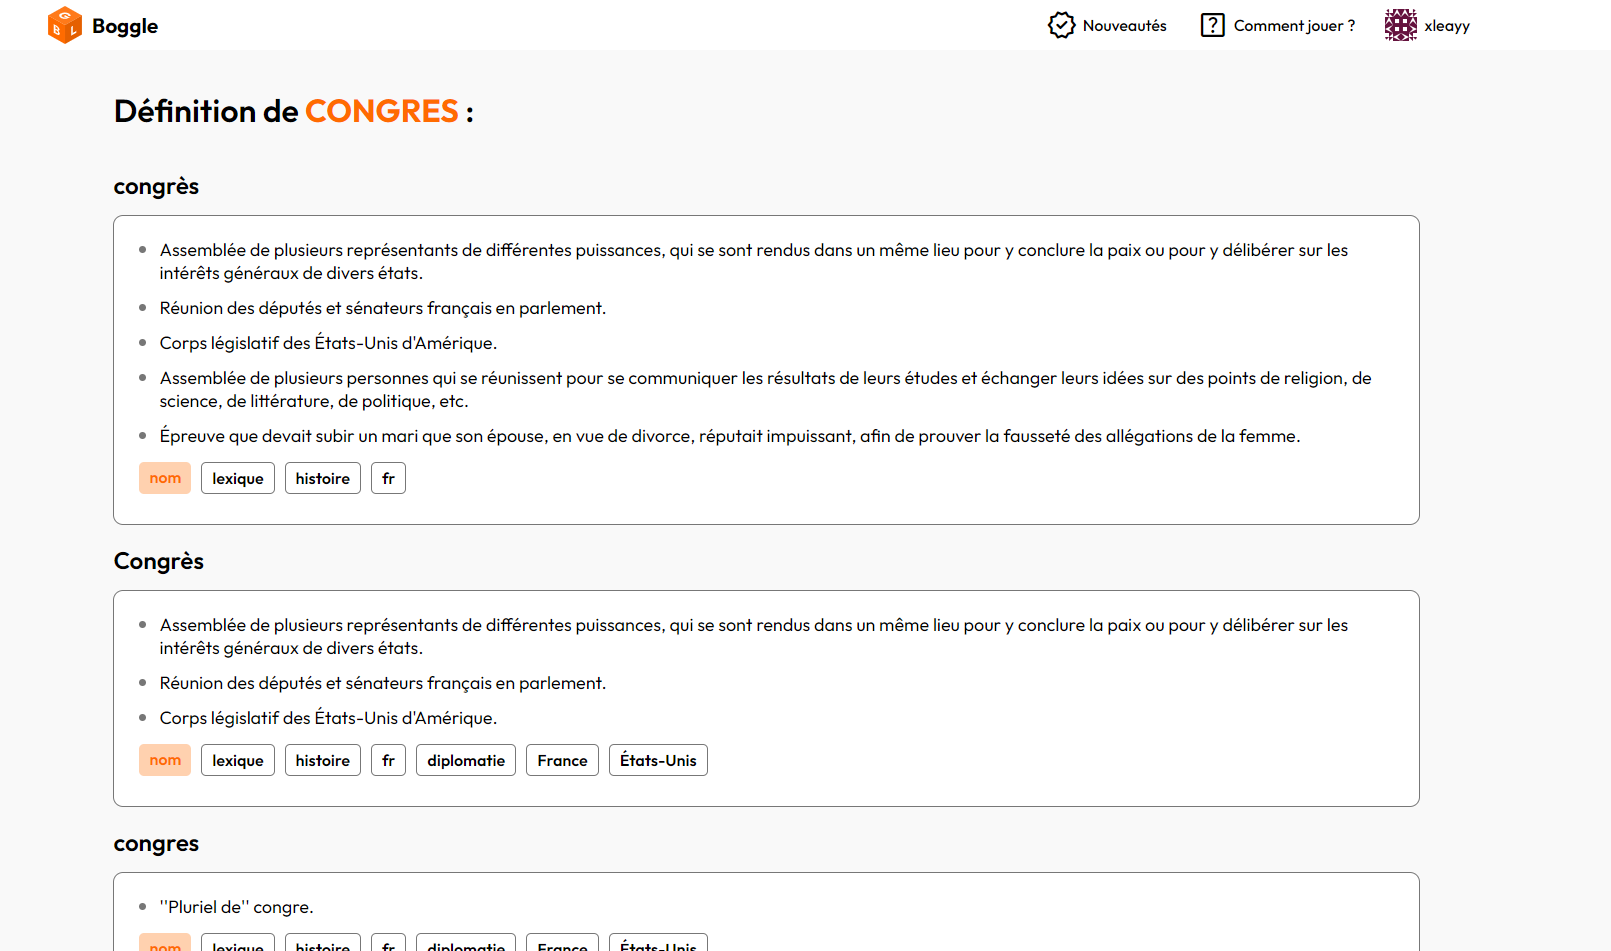 Boggle
Nouveautés
Comment jouer ?
xleayy
Définition de CONGRES :
congrès
Assemblée de plusieurs représentants de différentes puissances, qui se sont rendus dans un même lieu pour y conclure la paix ou pour y délibérer sur les
intérêts généraux de divers états.
Réunion des députés et sénateurs français en parlement.
Corps législatif des États-Unis d'Amérique.
Assemblée de plusieurs personnes qui se réunissent pour se communiquer les résultats de leurs études et échanger leurs idées sur des points de religion, de
science, de littérature, de politique, etc.
Épreuve que devait subir un mari que son épouse, en vue de divorce, réputait impuissant, afin de prouver la fausseté des allégations de la femme.
nom lexique histoire fr
Congrès
Assemblée de plusieurs représentants de différentes puissances, qui se sont rendus dans un même lieu pour y conclure la paix ou pour y délibérer sur les
intérêts généraux de divers états.
Réunion des députés et sénateurs français en parlement.
Corps législatif des États-Unis d'Amérique.
nom lexique histoire fr diplomatie France États-Unis
congres
''Pluriel de'' congre.
nom lexique histoire fr diplomatie France États-Unis